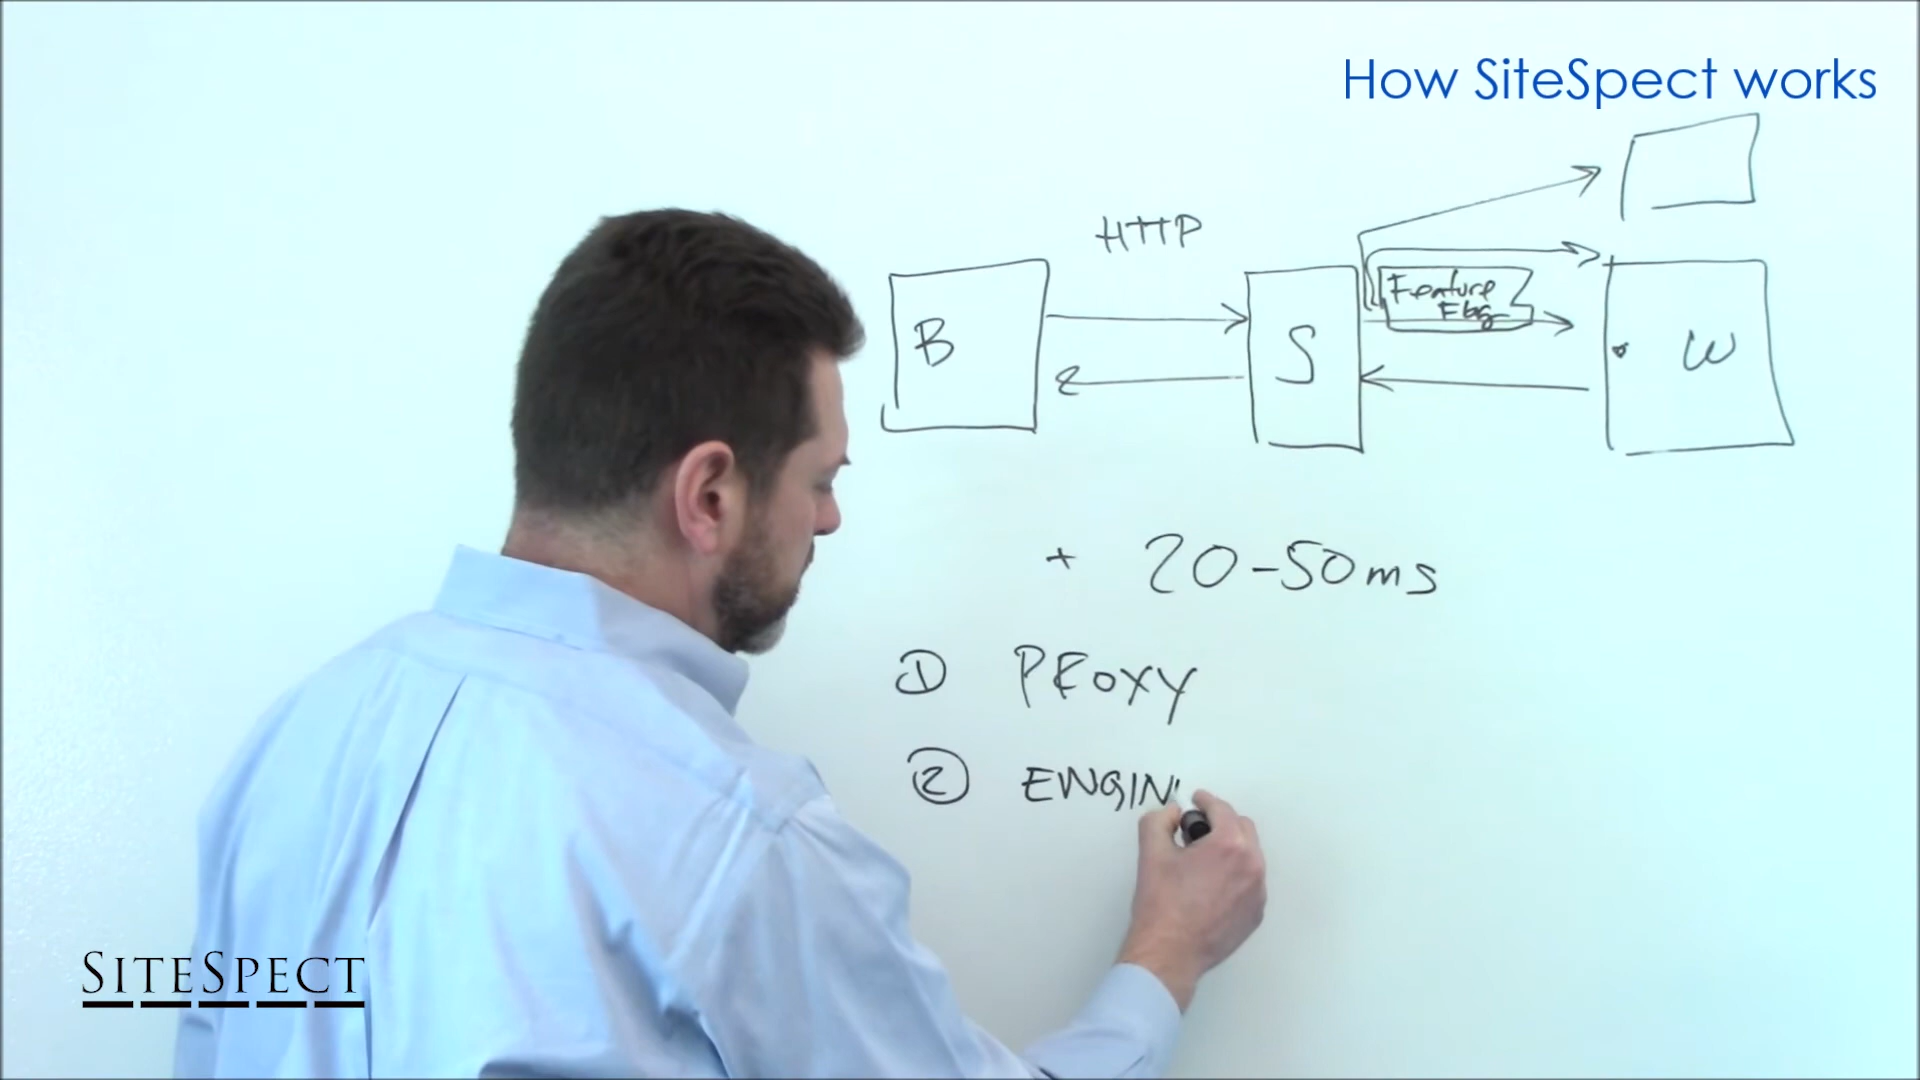 How SiteSpect works
HTTP
Feature
Flag
B
S
W
+ 20-50ms
① PROXY
② ENGIN
SITESPECT